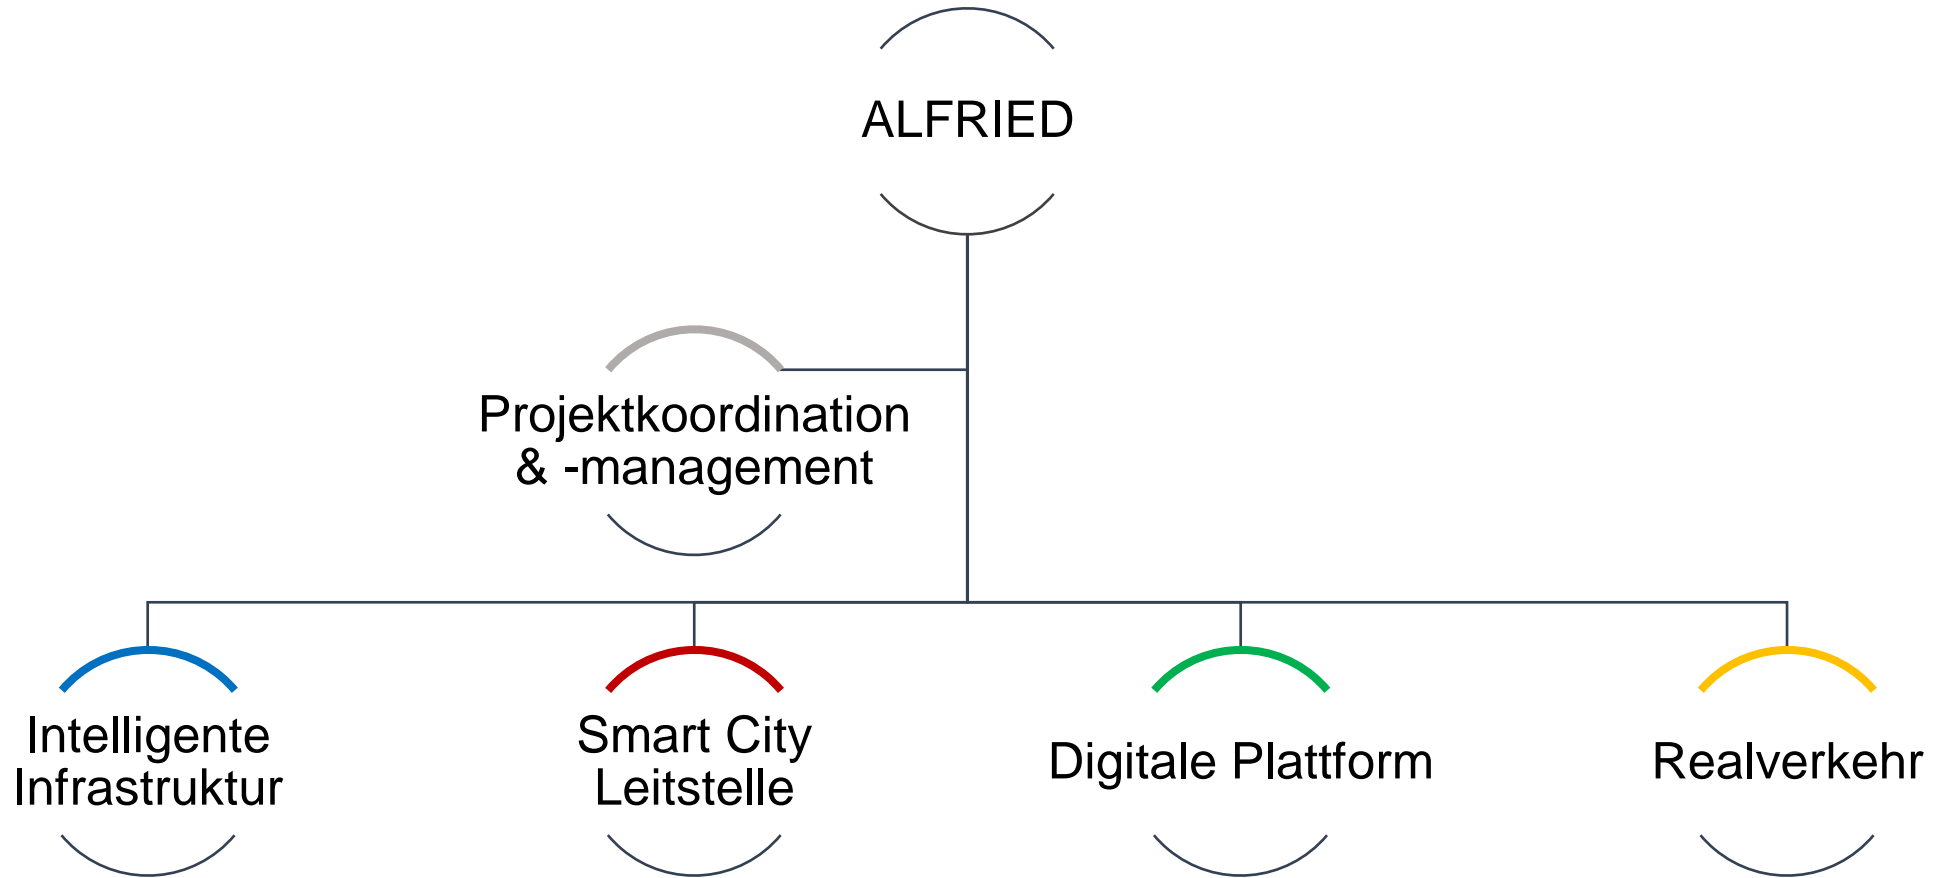 ALFRIED
Projektkoordination
& -management
Intelligente
Infrastruktur
Smart City
Leitstelle
Digitale Plattform
Realverkehr